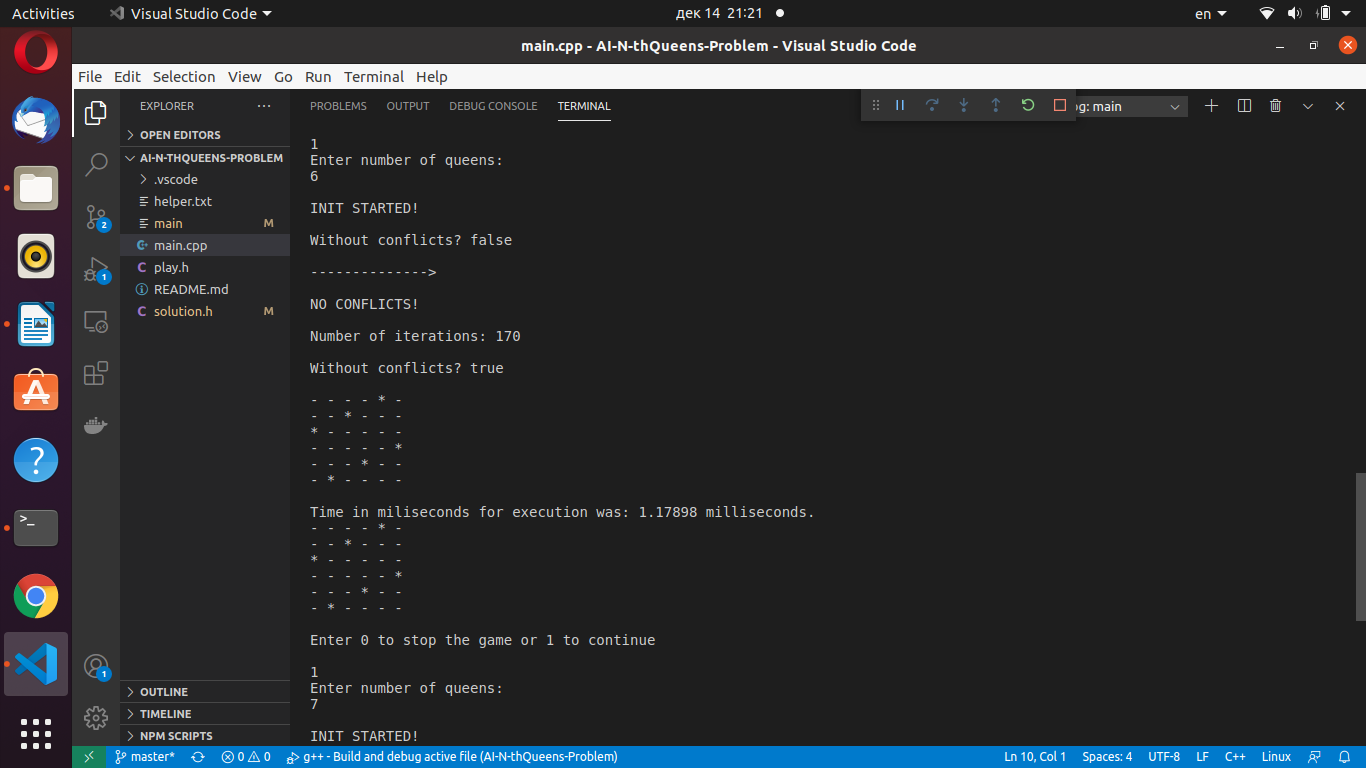 Activities Visual Studio Code дек 14 21:21 en
main.cpp - AI-N-thQueens-Problem - Visual Studio Code
File Edit Selection View Go Run Terminal Help
EXPLORER
OPEN EDITORS
AI-N-THQUEENS-PROBLEM
.vscode
helper.txt
main M
main.cpp
play.h
README.md
solution.h M
OUTLINE
TIMELINE
NPM SCRIPTS
2
1
1
PROBLEMS OUTPUT DEBUG CONSOLE TERMINAL og: main
1
Enter number of queens:
6
INIT STARTED!
Without conflicts? false
-------------->
NO CONFLICTS!
Number of iterations: 170
Without conflicts? true
- - - - * -
- - * - - -
* - - - - -
- - - - - *
- - - * - -
- * - - - -
Time in miliseconds for execution was: 1.17898 milliseconds.
- - - - * -
- - * - - -
* - - - - -
- - - - - *
- - - * - -
- * - - - -
Enter 0 to stop the game or 1 to continue
1
Enter number of queens:
7
INIT STARTED!
master* 0 0 g++ - Build and debug active file (AI-N-thQueens-Problem) Ln 10, Col 1 Spaces: 4 UTF-8 LF C++ Linux